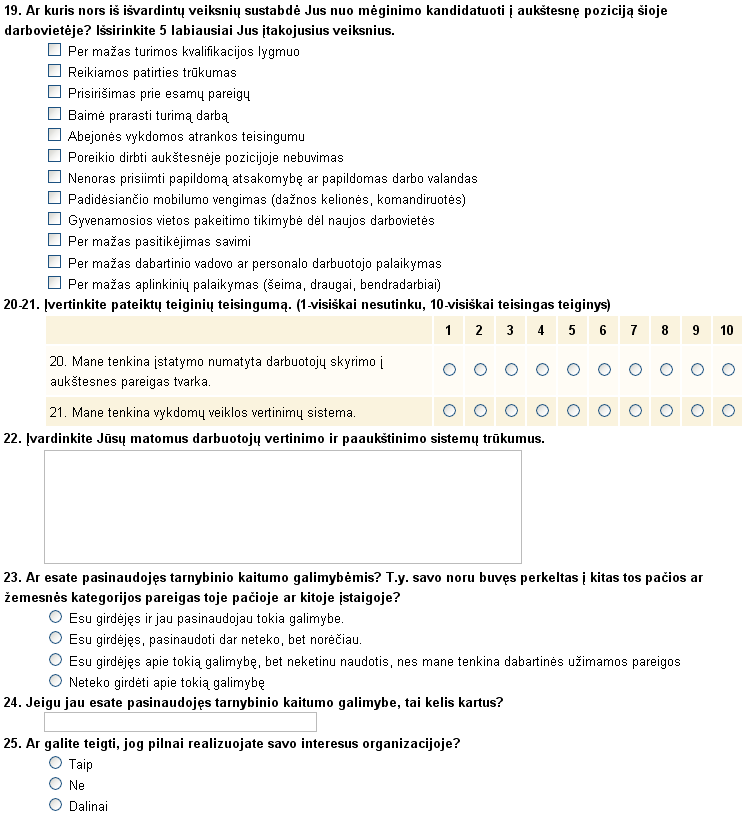 19. Ar kuris nors iš išvardintų veiksnių sustabdė Jus nuo mėginimo kandidatuoti į aukštesnę poziciją šioje
darbovietėje? Išsirinkite 5 labiausiai Jus įtakojusius veiksnius.
Per mažas turimos kvalifikacijos lygmuo
Reikiamos patirties trūkumas
Prisirišimas prie esamų pareigų
Baimė prarasti turimą darbą
Abejonės vykdomos atrankos teisingumu
Poreikio dirbti aukštesnėje pozicijoje nebuvimas
Nenoras prisiimti papildomą atsakomybę ar papildomas darbo valandas
Padidėsiančio mobilumo vengimas (dažnos kelionės, komandiruotės)
Gyvenamosios vietos pakeitimo tikimybė dėl naujos darbovietės
Per mažas pasitikėjimas savimi
Per mažas dabartinio vadovo ar personalo darbuotojo palaikymas
Per mažas aplinkinių palaikymas (šeima, draugai, bendradarbiai)
20-21. Įvertinkite pateiktų teiginių teisingumą. (1-visiškai nesutinku, 10-visiškai teisingas teiginys)
1 2 3 4 5 6 7 8 9 10
20. Mane tenkina įstatymo numatyta darbuotojų skyrimo į
aukštesnes pareigas tvarka.
21. Mane tenkina vykdomų veiklos vertinimų sistema.
22. Įvardinkite Jūsų matomus darbuotojų vertinimo ir paaukštinimo sistemų trūkumus.
23. Ar esate pasinaudojęs tarnybinio kaitumo galimybėmis? T.y. savo noru buvęs perkeltas į kitas tos pačios ar
žemesnės kategorijos pareigas toje pačioje ar kitoje įstaigoje?
Esu girdėjęs ir jau pasinaudojau tokia galimybe.
Esu girdėjęs, pasinaudoti dar neteko, bet norėčiau.
Esu girdėjęs apie tokią galimybę, bet neketinu naudotis, nes mane tenkina dabartinės užimamos pareigos
Neteko girdėti apie tokią galimybę
24. Jeigu jau esate pasinaudojęs tarnybinio kaitumo galimybe, tai kelis kartus?
25. Ar galite teigti, jog pilnai realizuojate savo interesus organizacijoje?
Taip
Ne
Dalinai